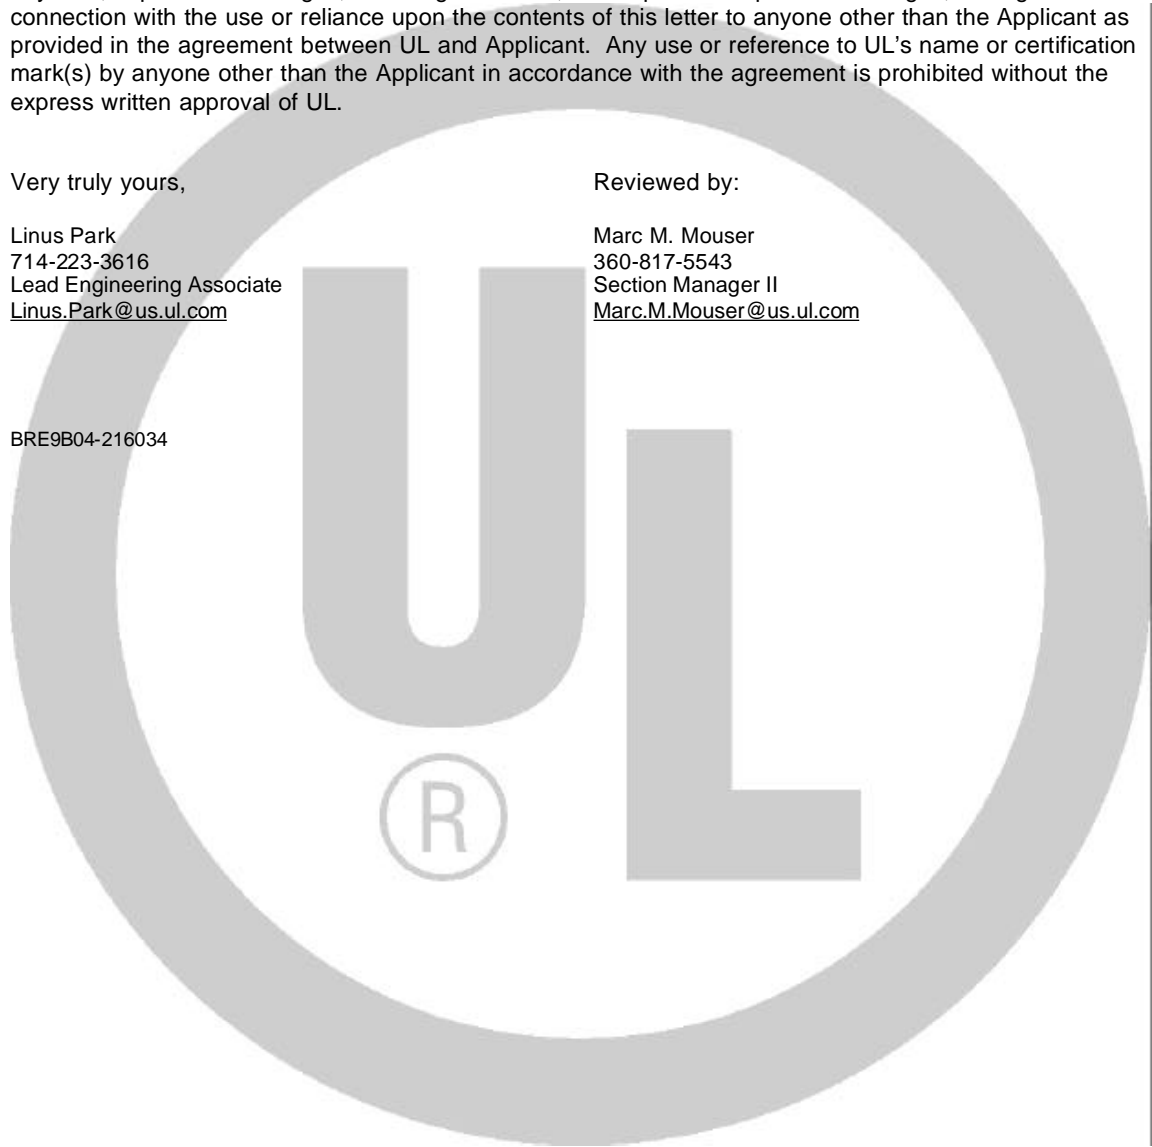 connection with the use or reliance upon the contents of this letter to anyone other than the Applicant as
provided in the agreement between UL and Applicant.  Any use or reference to UL’s name or certification
mark(s) by anyone other than the Applicant in accordance with the agreement is prohibited without the
express written approval of UL.
Very truly yours,
Reviewed by:
Linus Park
Marc M. Mouser
714-223-3616
360-817-5543
Lead Engineering Associate
Section Manager II
Linus.Park@us.ul.com
Marc.M.Mouser@us.ul.com
BRE9B04-216034
UL
®